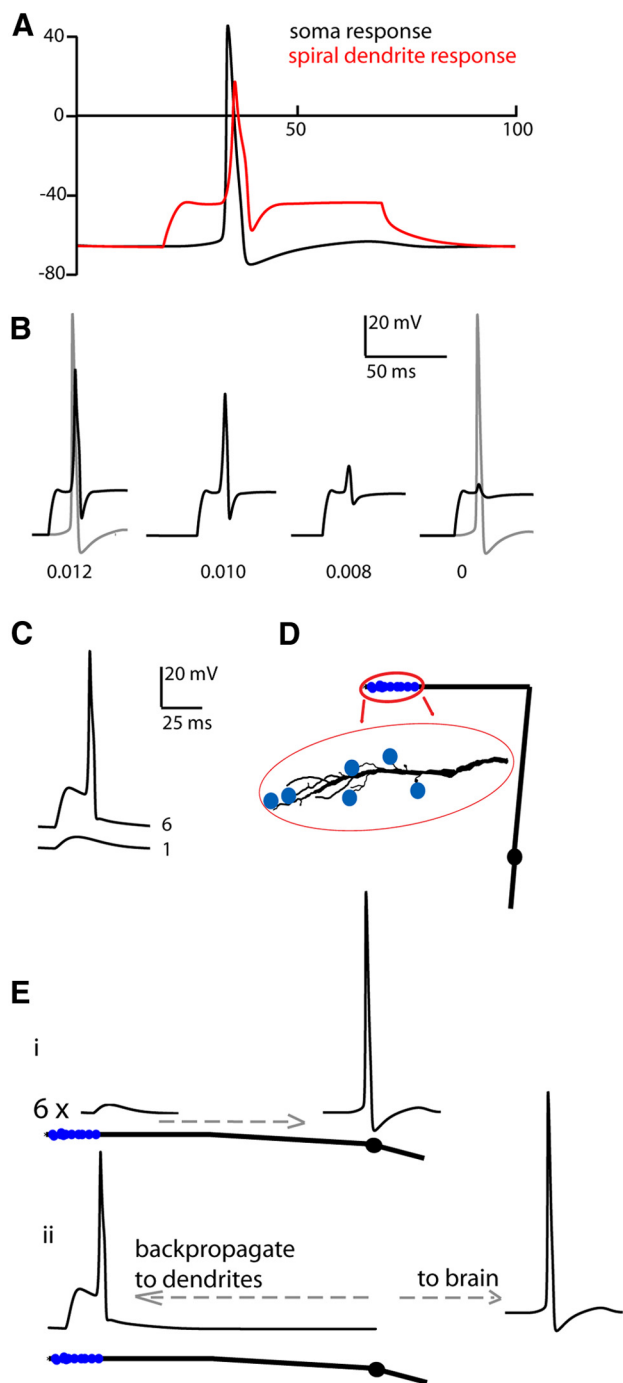 A
soma response
spiral dendrite response
40
0
50
100
-40
-80
B
20 mV
50 ms
0.012
0.010
0.008
0
C
20 mV
25 ms
6
1
D
E
i
6 x
ii
backpropagate
to dendrites
to brain